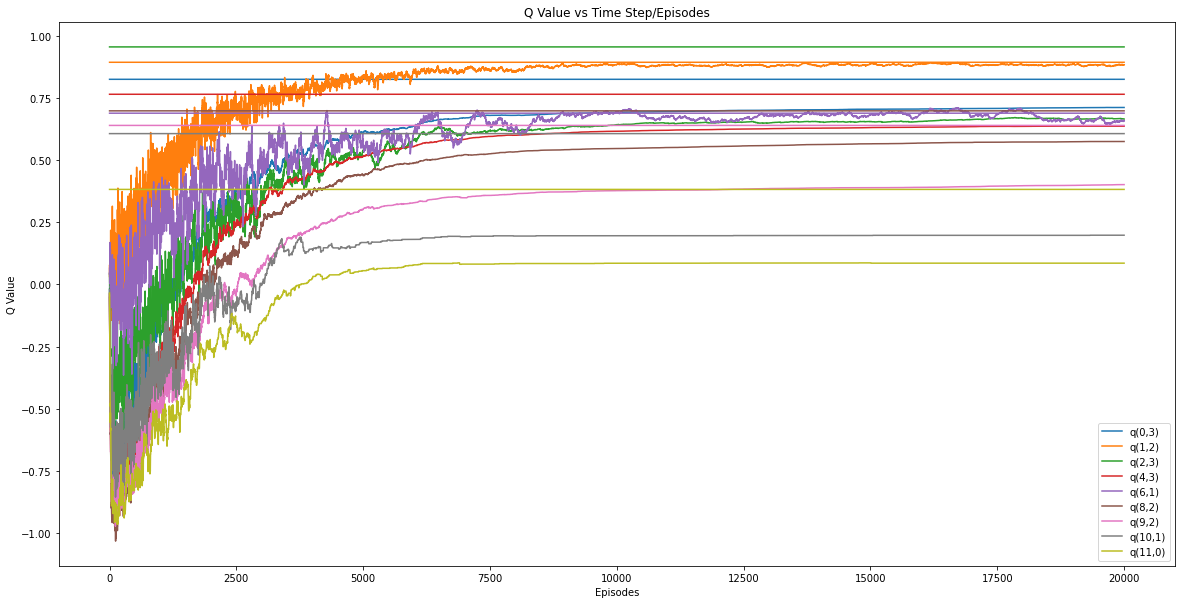 Q Value vs Time Step/Episodes
Q Value
1.00
0.75
0.50
0.25
0.00
−0.25
−0.50
−0.75
−1.00
q(0,3)
q(1,2)
q(2,3)
q(4,3)
q(6,1)
q(8,2)
q(9,2)
q(10,1)
q(11,0)
0 2500 5000 7500 10000 12500 15000 17500 20000
Episodes